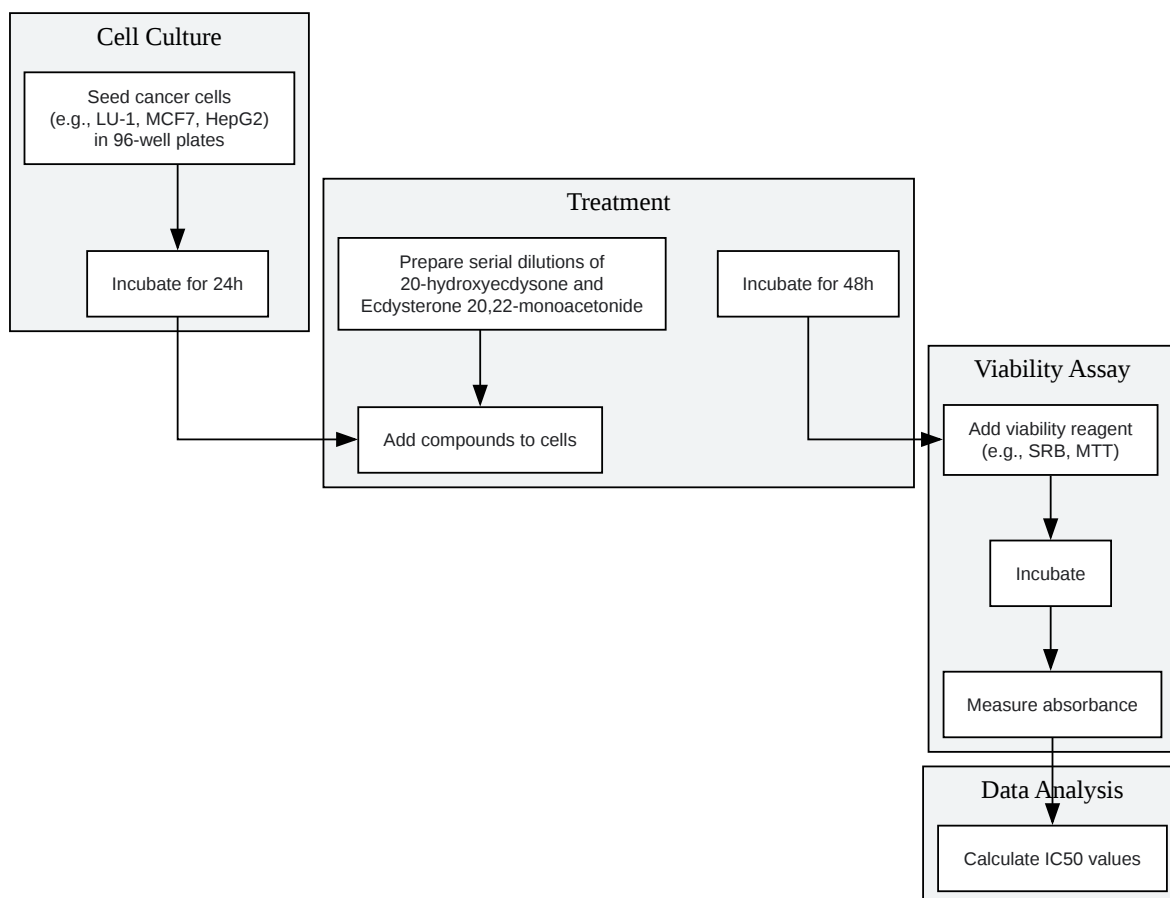 Cell Culture
Seed cancer cells
(e.g., LU-1, MCF7, HepG2)
in 96-well plates
Incubate for 24h
Treatment
Prepare serial dilutions of
20-hydroxyecdysone and
Ecdysterone 20,22-monoacetonide
Incubate for 48h
Add compounds to cells
Viability Assay
Add viability reagent
(e.g., SRB, MTT)
Incubate
Measure absorbance
Data Analysis
Calculate IC50 values